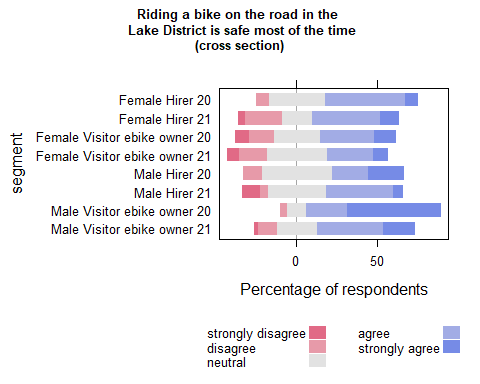 Riding a bike on the road in the
Lake District is safe most of the time
(cross section)
segment
Female Hirer 20
Female Hirer 21
Female Visitor ebike owner 20
Female Visitor ebike owner 21
Male Hirer 20
Male Hirer 21
Male Visitor ebike owner 20
Male Visitor ebike owner 21
0 50
Percentage of respondents
strongly disagree agree
disagree strongly agree
neutral